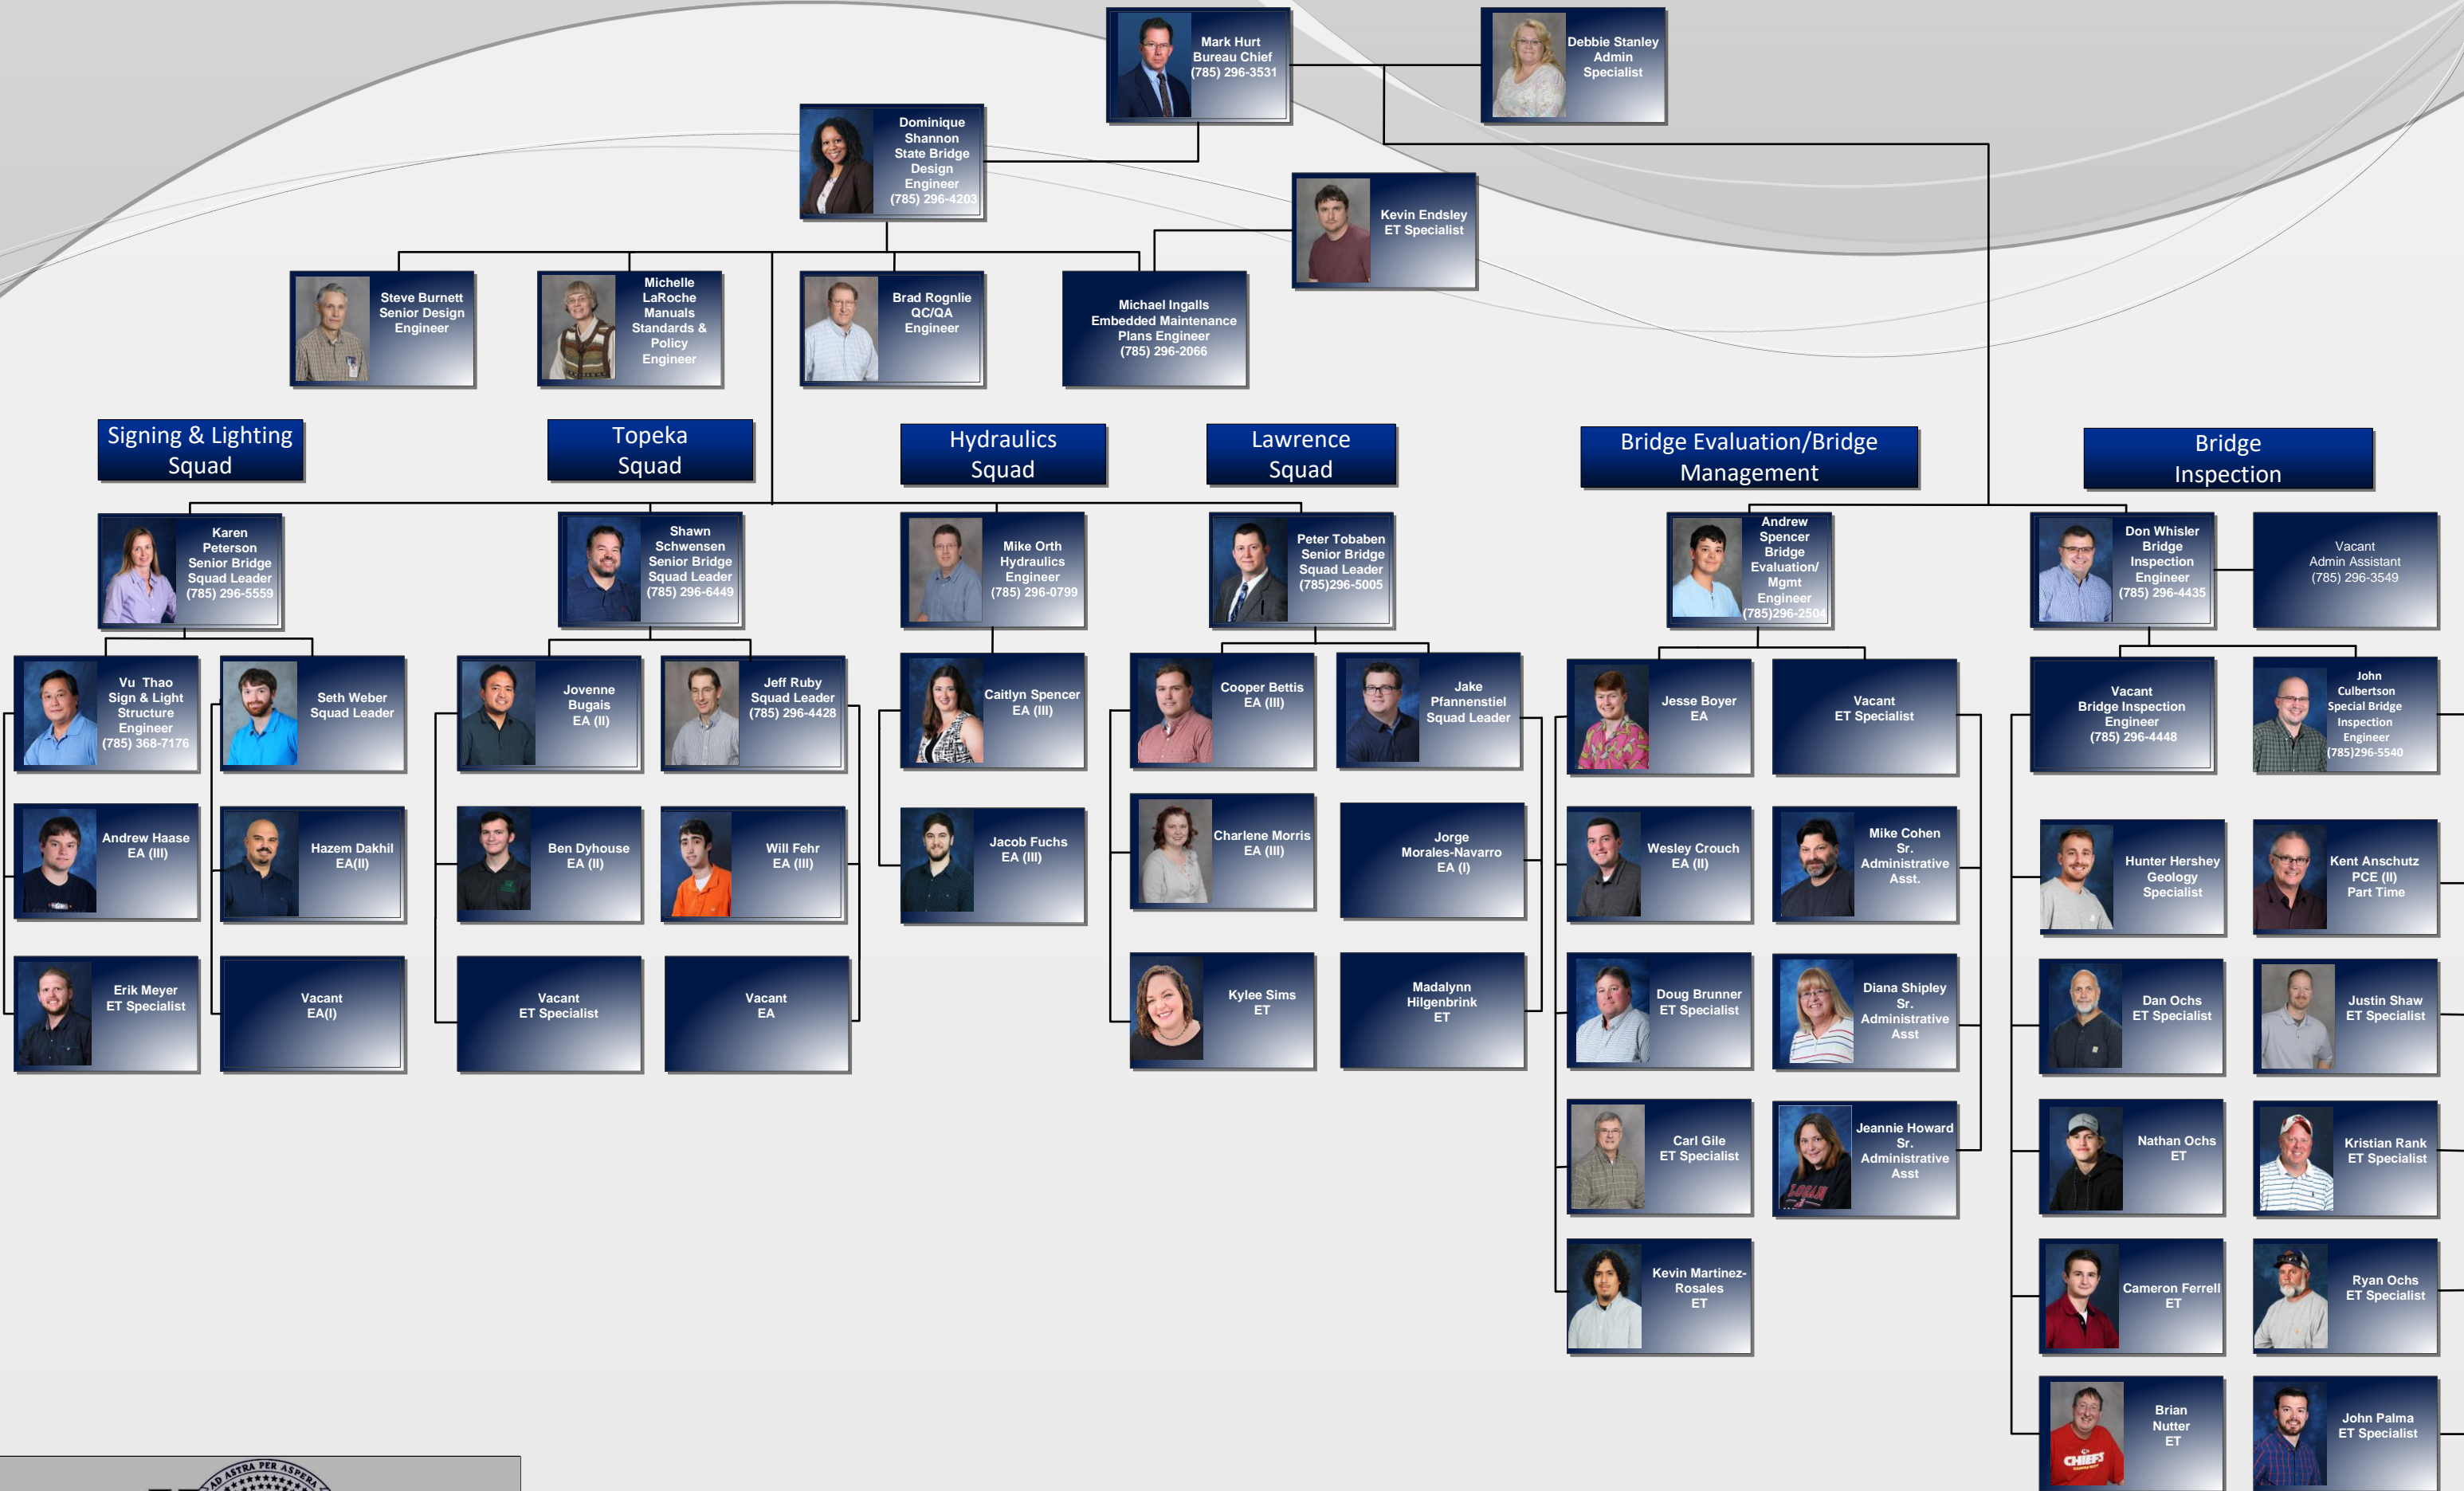 Mark Hurt
Bureau Chief
(785) 296-3531
Debbie Stanley
Admin
Specialist
Dominique
Shannon
State Bridge
Design
Engineer
(785) 296-4203
Kevin Endsley
ET Specialist
Steve Burnett
Senior Design
Engineer
Michelle
LaRoche
Manuals
Standards &
Policy
Engineer
Brad Rognlie
QC/QA
Engineer
Michael Ingalls
Embedded Maintenance
Plans Engineer
(785) 296-2066
Signing & Lighting
Squad
Topeka
Squad
Hydraulics
Squad
Lawrence
Squad
Bridge Evaluation/Bridge
Management
Bridge
Inspection
Karen
Peterson
Senior Bridge
Squad Leader
(785) 296-5559
Shawn
Schwensen
Senior Bridge
Squad Leader
(785) 296-6449
Mike Orth
Hydraulics
Engineer
(785) 296-0799
Peter Tobaben
Senior Bridge
Squad Leader
(785)296-5005
Andrew
Spencer
Bridge
Evaluation/
Mgmt
Engineer
(785)296-2504
Don Whisler
Bridge
Inspection
Engineer
(785) 296-4435
Vacant
Admin Assistant
(785) 296-3549
Vu Thao
Sign & Light
Structure
Engineer
(785) 368-7176
Seth Weber
Squad Leader
Jovenne
Bugais
EA (II)
Jeff Ruby
Squad Leader
(785) 296-4428
Caitlyn Spencer
EA (III)
Cooper Bettis
EA (III)
Jake
Pfannenstiel
Squad Leader
Jesse Boyer
EA
Vacant
ET Specialist
Vacant
Bridge Inspection
Engineer
(785) 296-4448
John
Culbertson
Special Bridge
Inspection
Engineer
(785)296-5540
Andrew Haase
EA (III)
Hazem Dakhil
EA(II)
Ben Dyhouse
EA (II)
Will Fehr
EA (III)
Jacob Fuchs
EA (III)
Charlene Morris
EA (III)
Jorge
Morales-Navarro
EA (I)
Wesley Crouch
EA (II)
Mike Cohen
Sr.
Administrative
Asst.
Hunter Hershey
Geology
Specialist
Kent Anschutz
PCE (II)
Part Time
Erik Meyer
ET Specialist
Vacant
EA(I)
Vacant
ET Specialist
Vacant
EA
Kylee Sims
ET
Madalynn
Hilgenbrink
ET
Doug Brunner
ET Specialist
Diana Shipley
Sr.
Administrative
Asst
Dan Ochs
ET Specialist
Justin Shaw
ET Specialist
Carl Gile
ET Specialist
Jeannie Howard
Sr.
Administrative
Asst
Nathan Ochs
ET
Kristian Rank
ET Specialist
Kevin Martinez-
Rosales
ET
Cameron Ferrell
ET
Ryan Ochs
ET Specialist
Brian
Nutter
ET
CHIEFS
John Palma
ET Specialist
AD ASTRA PER ASPERA